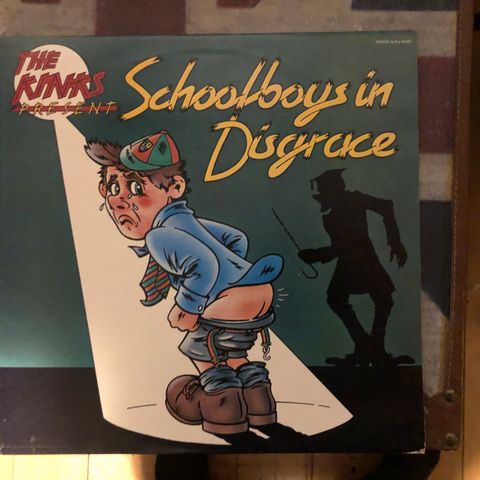 THE
KINKS
PRESENT
Schoolboys in
Disgrace